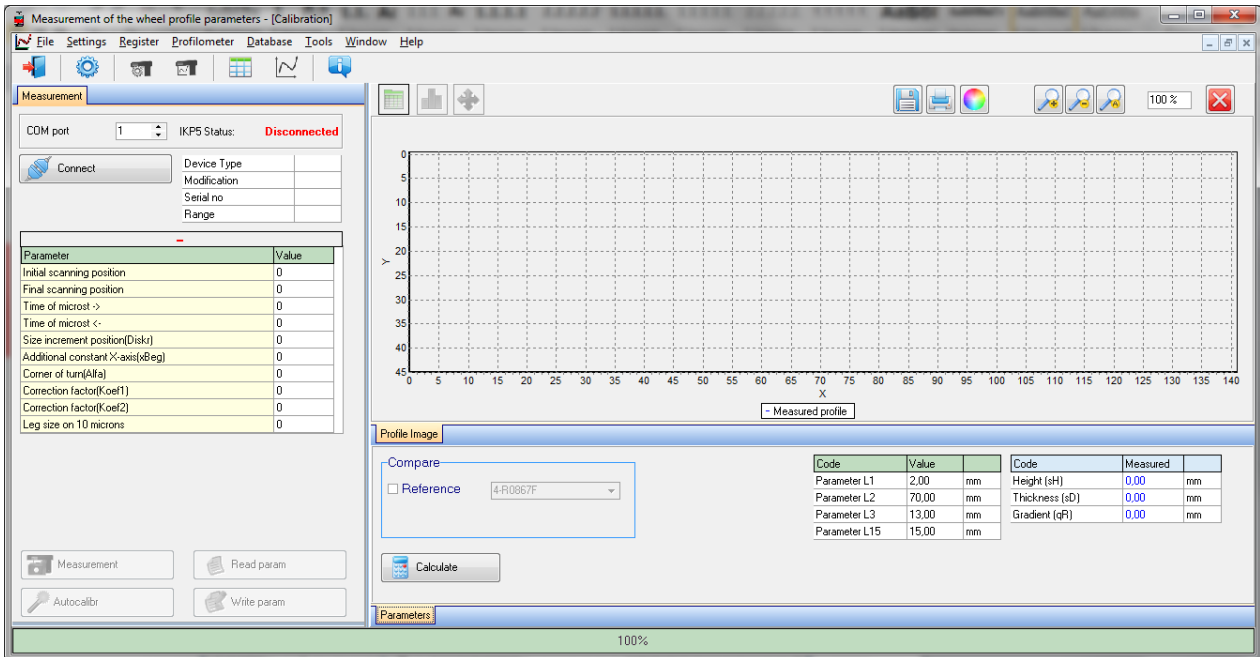 Measurement of the wheel profile parameters - [Calibration]
File Settings Register Profilometer Database Tools Window Help
Measurement
COM port 1 IKP5 Status: Disconnected
Connect
Device Type
Modification
Serial no
Range
-
Parameter Value
Initial scanning position 0
Final scanning position 0
Time of microst -> 0
Time of microst <- 0
Size increment position(Diskr) 0
Additional constant X-axis(xBeg) 0
Corner of turn(Alfa) 0
Correction factor(Koef1) 0
Correction factor(Koef2) 0
Leg size on 10 microns 0
Measurement Read param
Autocalibr Write param
100 %
0
5
10
15
20
25
30
35
40
45
Y
0 5 10 15 20 25 30 35 40 45 50 55 60 65 70 75 80 85 90 95 100 105 110 115 120 125 130 135 140
X
- Measured profile
Profile Image
Compare
Reference 4-R0867F
Calculate
Code Value
Parameter L1 2,00 mm
Parameter L2 70,00 mm
Parameter L3 13,00 mm
Parameter L15 15,00 mm
Code Measured
Height (sH) 0,00 mm
Thickness (sD) 0,00 mm
Gradient (qR) 0,00 mm
Parameters
100%